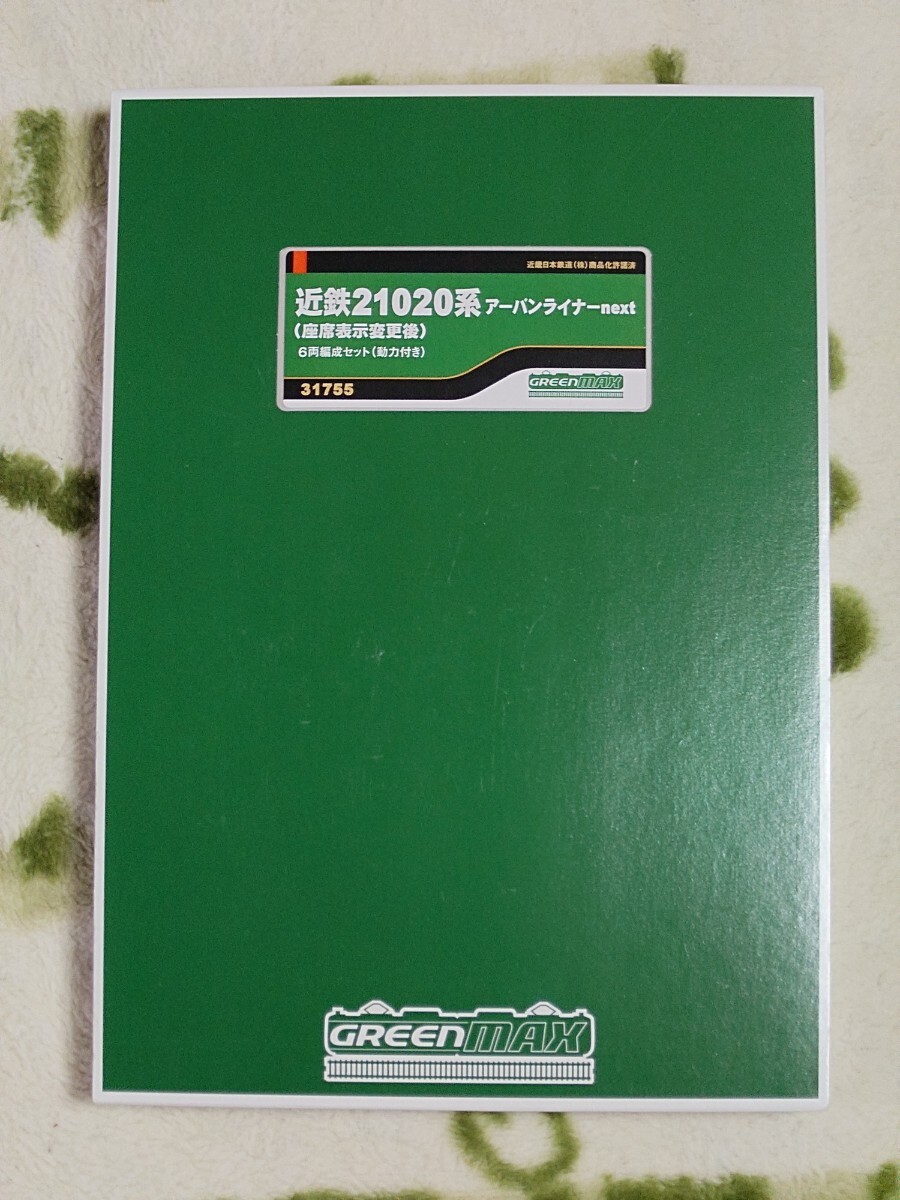 近畿日本鉄道(株)商品化許諾済
近鉄21020系 アーバンライナーnext
(座席表示変更後)
6両編成セット(動力付き)
31755
GREENMAX
GREENMAX